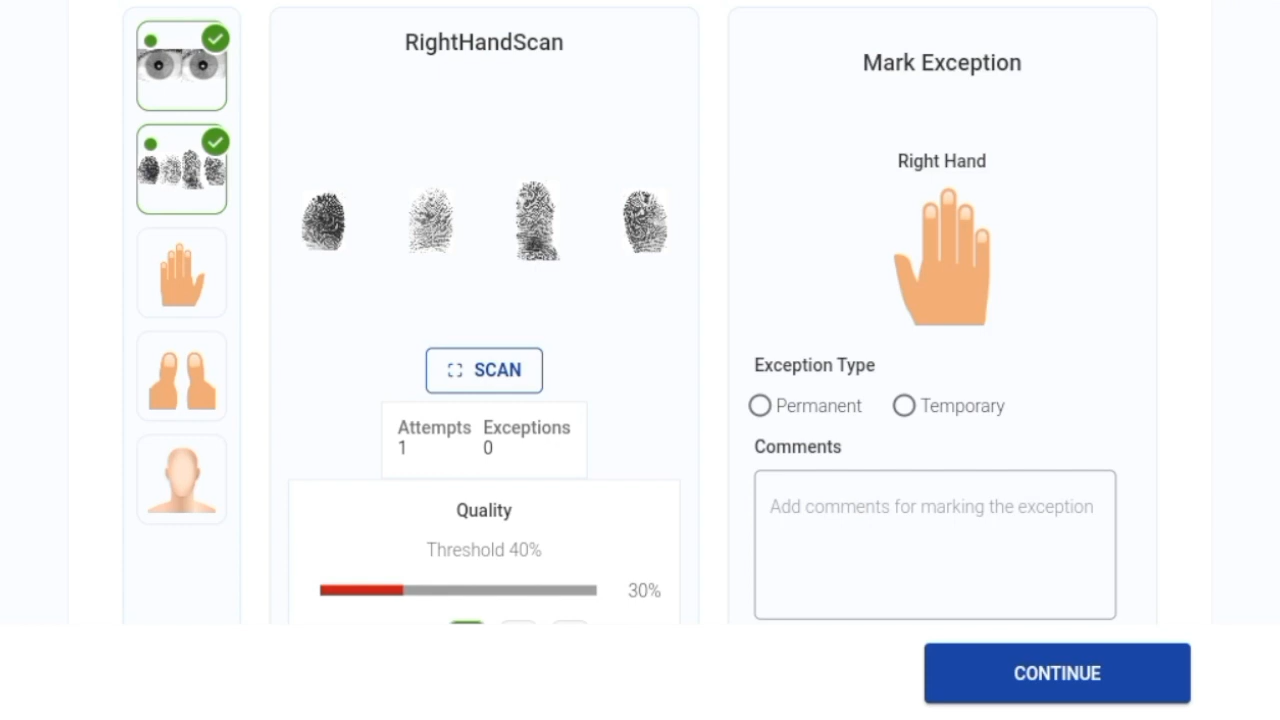 RightHandScan
SCAN
Attempts Exceptions
1 0
Quality
Threshold 40%
30%
Mark Exception
Right Hand
Exception Type
Permanent Temporary
Comments
Add comments for marking the exception
CONTINUE